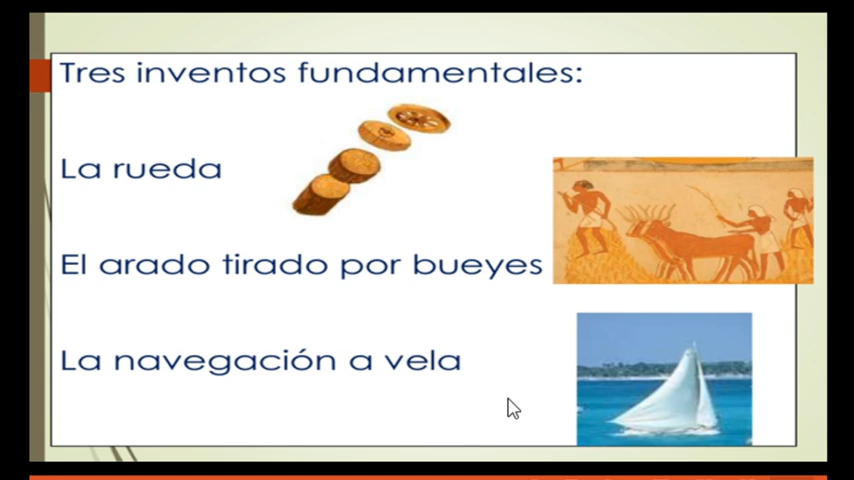 Tres inventos fundamentales:
La rueda
El arado tirado por bueyes
La navegación a vela